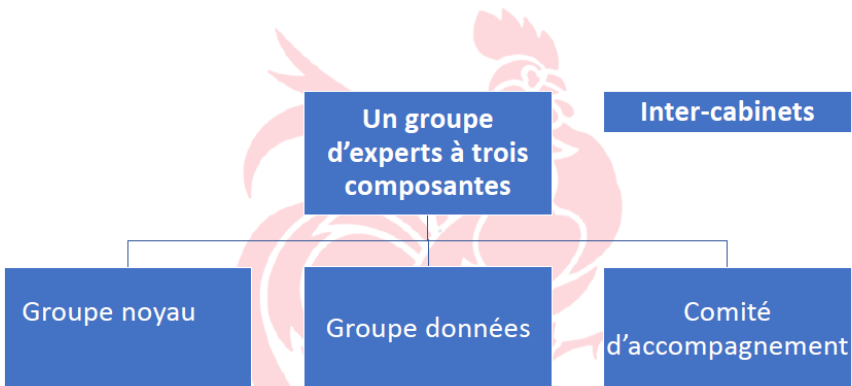 Un groupe
d’experts à trois
composantes
Inter-cabinets
Groupe noyau
Groupe données
Comité
d’accompagnement